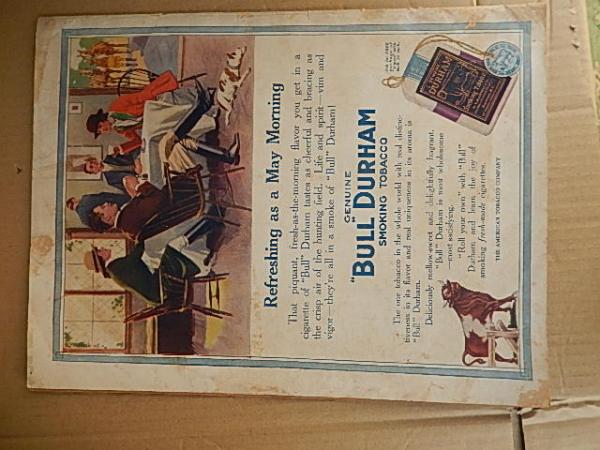 Refreshing as a May Morning
That piquant, fresh-as-the-morning flavor you get in a
cigarette of "Bull" Durham tastes as cheerful and bracing as
the crisp air of the hunting field. Life and spirit—vim and
vigor—they're all in a smoke of "Bull" Durham!
GENUINE
"BULL" DURHAM
SMOKING TOBACCO
The one tobacco in the whole world with real distinc-
tiveness in its flavor and real uniqueness in its aroma is
"Bull" Durham.
Deliciously mellow-sweet and delightfully fragrant,
"Bull" Durham is most wholesome
—most satisfying.
"Roll your own" with "Bull"
Durham and learn the joy of
smoking fresh-made cigarettes.
THE AMERICAN TOBACCO COMPANY
DURHAM